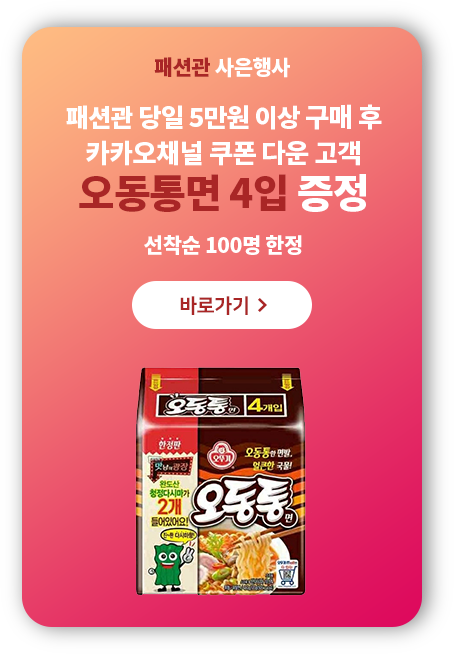 패션관 사은행사
패션관 당일 5만원 이상 구매 후
카카오채널 쿠폰 다운 고객
오동통면 4입 증정
선착순 100명 한정
바로가기
오동통면
4개입
한정판
맛남의광장
완도산
청정다시마가
2개
들어있어요!
오뚜기
오동통한 면발,
얼큰한 국물!
오동통면